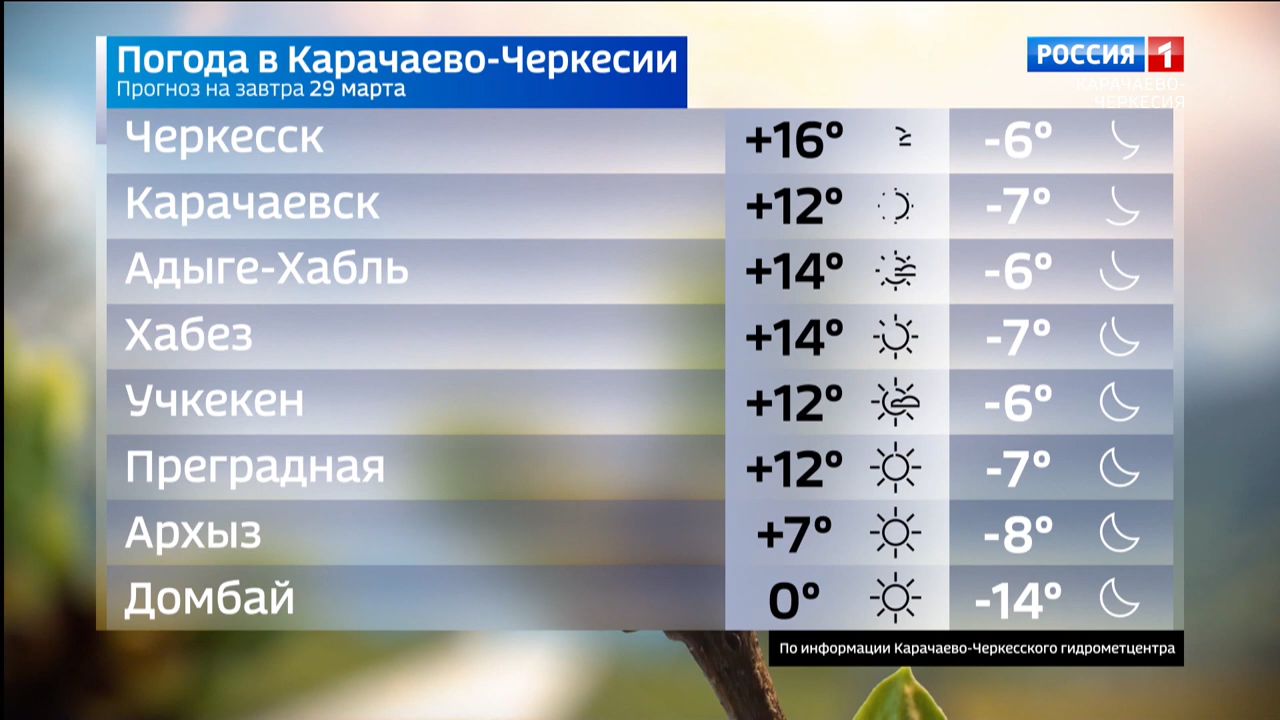 Погода в Карачаево-Черкесии
Прогноз на завтра 29 марта
РОССИЯ 1
КАРАЧАЕВО-
ЧЕРКЕСИЯ
Черкесск +16° -6°
Карачаевск +12° -7°
Адыге-Хабль +14° -6°
Хабез +14° -7°
Учкекен +12° -6°
Преградная +12° -7°
Архыз +7° -8°
Домбай 0° -14°
По информации Карачаево-Черкесского гидрометцентра